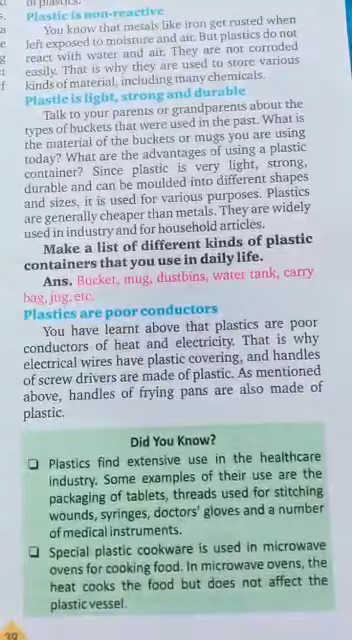 of plastics.
Plastic is non-reactive
You know that metals like iron get rusted when
left exposed to moisture and air. But plastics do not
react with water and air. They are not corroded
easily. That is why they are used to store various
kinds of material, including many chemicals.
Plastic is light, strong and durable
Talk to your parents or grandparents about the
types of buckets that were used in the past. What is
the material of the buckets or mugs you are using
today? What are the advantages of using a plastic
container? Since plastic is very light, strong,
durable and can be moulded into different shapes
and sizes, it is used for various purposes. Plastics
are generally cheaper than metals. They are widely
used in industry and for household articles.
Make a list of different kinds of plastic
containers that you use in daily life.
Ans. Bucket, mug, dustbins, water tank, carry
bag, jug, etc.
Plastics are poor conductors
You have learnt above that plastics are poor
conductors of heat and electricity. That is why
electrical wires have plastic covering, and handles
of screw drivers are made of plastic. As mentioned
above, handles of frying pans are also made of
plastic.
Did You Know?
❑ Plastics find extensive use in the healthcare
industry. Some examples of their use are the
packaging of tablets, threads used for stitching
wounds, syringes, doctors' gloves and a number
of medical instruments.
❑ Special plastic cookware is used in microwave
ovens for cooking food. In microwave ovens, the
heat cooks the food but does not affect the
plastic vessel.
39